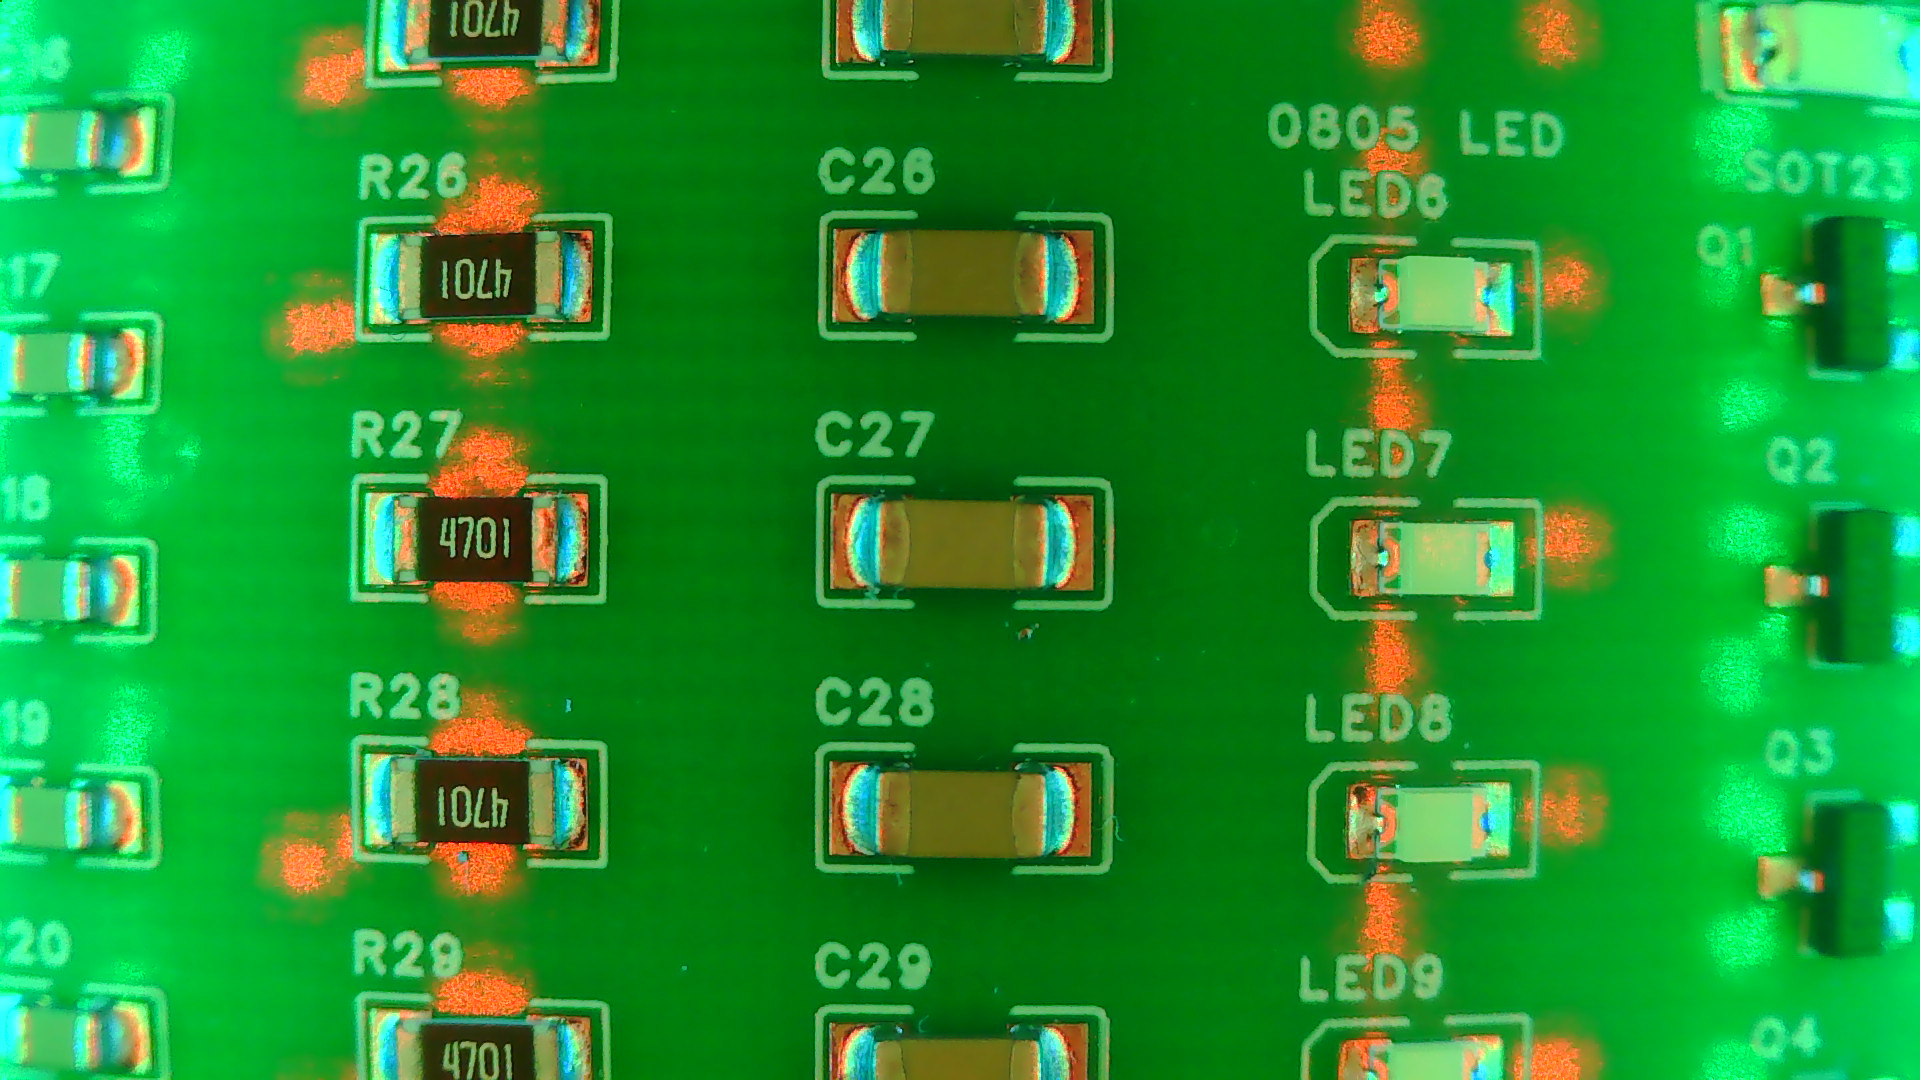 4701
16
0805 LED
SOT23
R26
C26
LED6
Q1
4701
17
R27
C27
LED7
Q2
4701
18
R28
C28
LED8
Q3
4701
19
R29
C29
LED9
Q4
4701
20